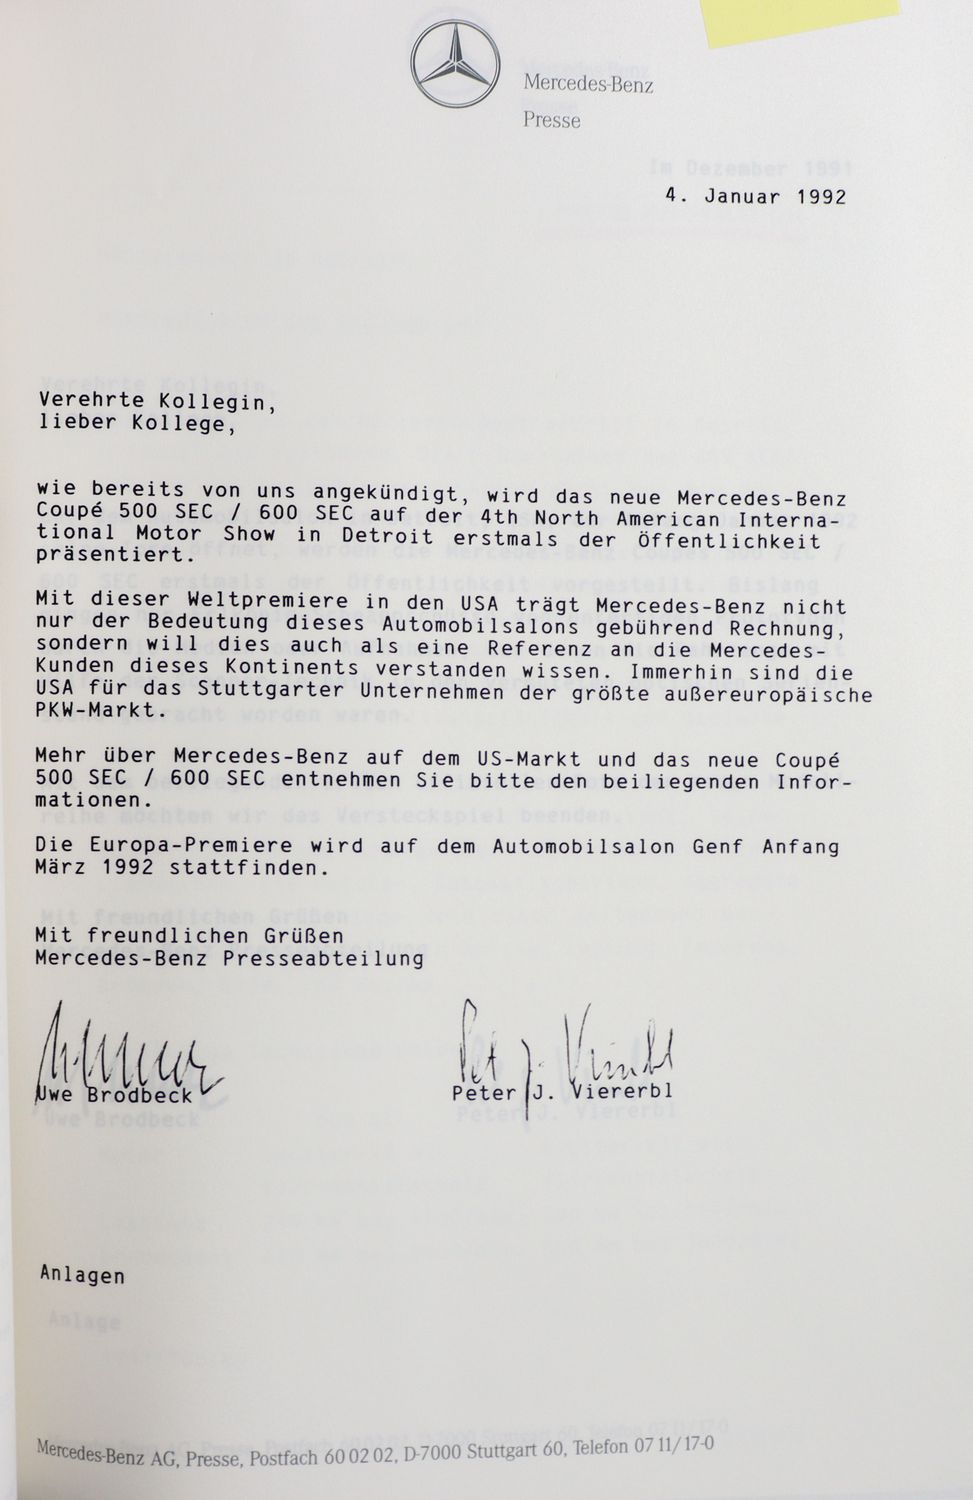 Mercedes-Benz
Presse
Im Dezember 1991
4. Januar 1992
Verehrte Kollegin,
lieber Kollege,
wie bereits von uns angekündigt, wird das neue Mercedes-Benz
Coupé 500 SEC / 600 SEC auf der 4th North American Interna-
tional Motor Show in Detroit erstmals der Öffentlichkeit
präsentiert.
Mit dieser Weltpremiere in den USA trägt Mercedes-Benz nicht
nur der Bedeutung dieses Automobilsalons gebührend Rechnung,
sondern will dies auch als eine Referenz an die Mercedes-
Kunden dieses Kontinents verstanden wissen. Immerhin sind die
USA für das Stuttgarter Unternehmen der größte außereuropäische
PKW-Markt.
Mehr über Mercedes-Benz auf dem US-Markt und das neue Coupé
500 SEC / 600 SEC entnehmen Sie bitte den beiliegenden Infor-
mationen.
Die Europa-Premiere wird auf dem Automobilsalon Genf Anfang
März 1992 stattfinden.
Mit freundlichen Grüßen
Mercedes-Benz Presseabteilung
Uwe Brodbeck Peter J. Viererbl
Anlagen
Anlage
Mercedes-Benz AG, Presse, Postfach 60 02 02, D-7000 Stuttgart 60, Telefon 07 11/ 17-0